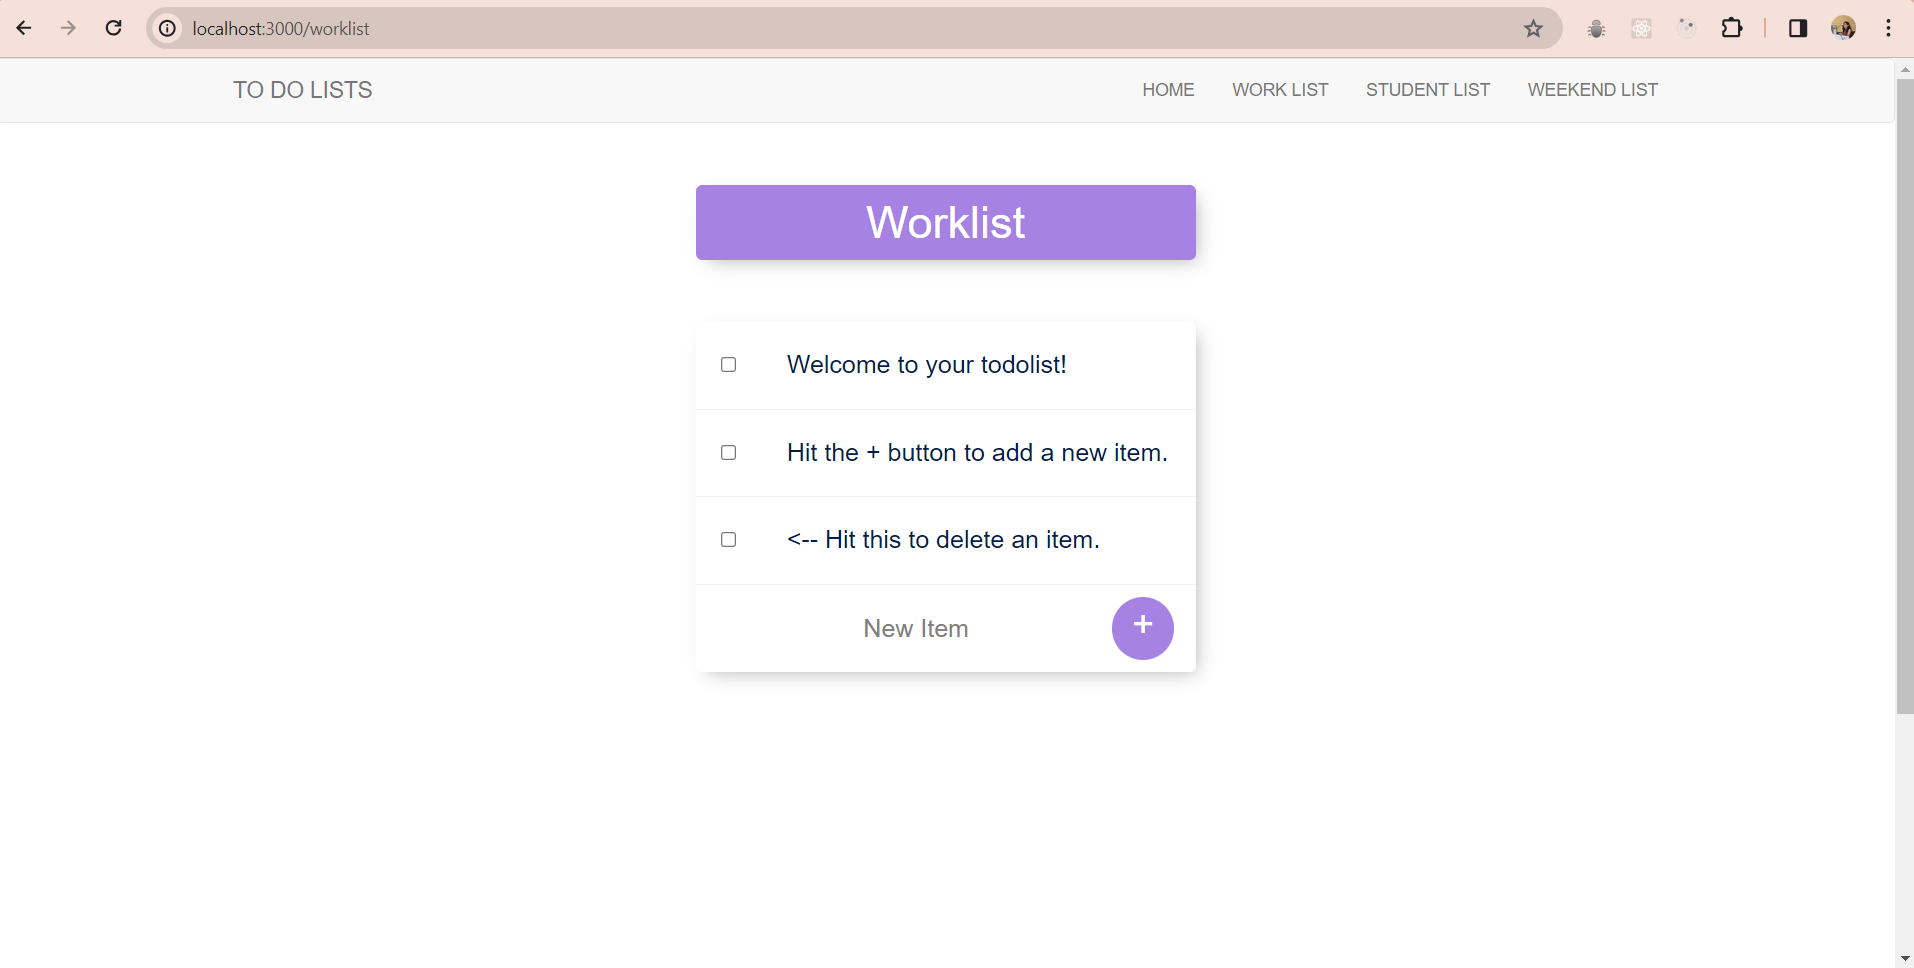 localhost:3000/worklist
TO DO LISTS
HOME
WORK LIST
STUDENT LIST
WEEKEND LIST
Worklist
Welcome to your todolist!
Hit the + button to add a new item.
<-- Hit this to delete an item.
New Item
+